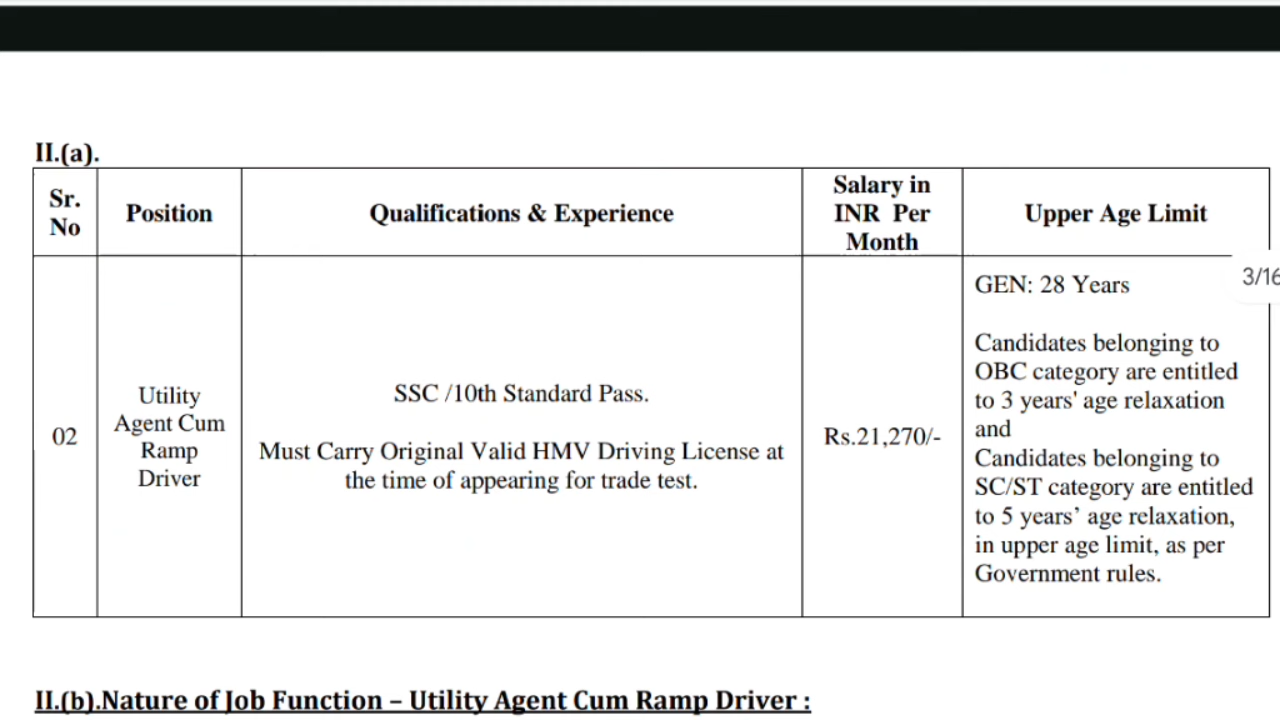 II.(a).
Sr.
No
Position
Qualifications & Experience
Salary in
INR Per
Month
Upper Age Limit
02
Utility
Agent Cum
Ramp
Driver
SSC /10th Standard Pass.
Must Carry Original Valid HMV Driving License at
the time of appearing for trade test.
Rs.21,270/-
GEN: 28 Years
Candidates belonging to
OBC category are entitled
to 3 years' age relaxation
and
Candidates belonging to
SC/ST category are entitled
to 5 years’ age relaxation,
in upper age limit, as per
Government rules.
3/16
II.(b).Nature of Job Function – Utility Agent Cum Ramp Driver :